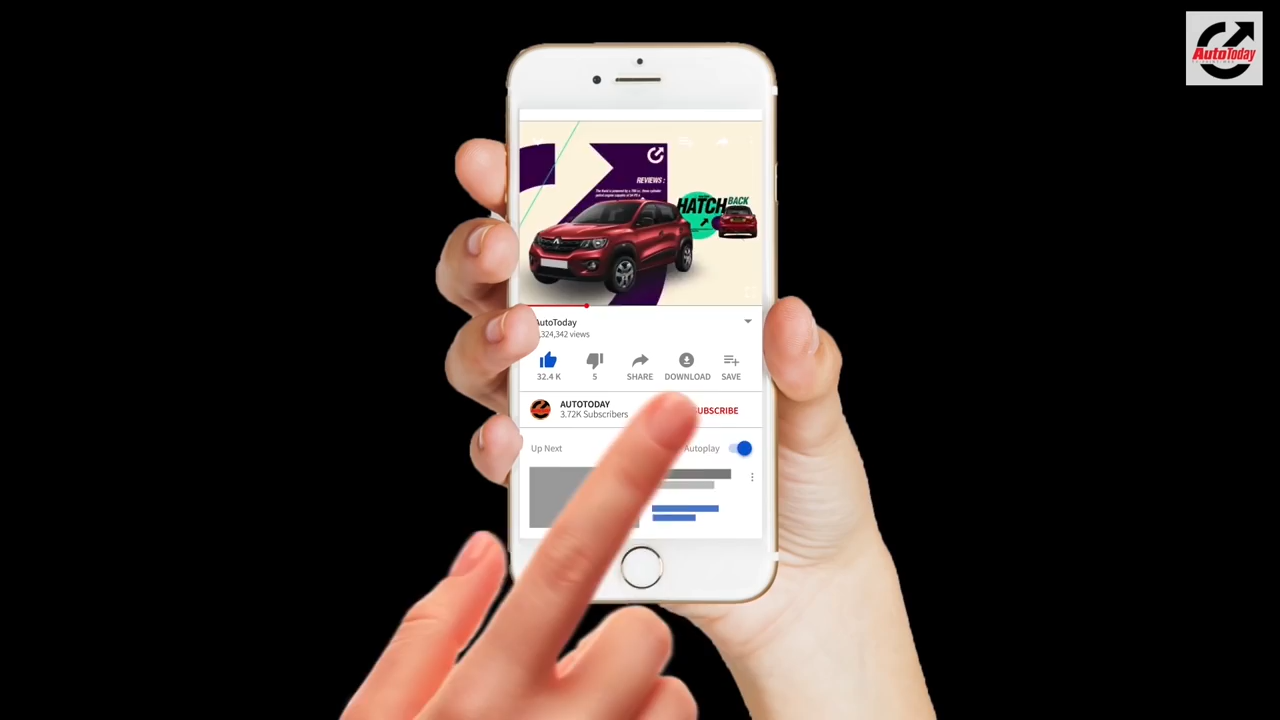 AutoToday
REVIEWS :
HATCH BACK
AutoToday
,324,342 views
32.4 K
5
SHARE
DOWNLOAD
SAVE
AUTOTODAY
3.72K Subscribers
UBSCRIBE
Up Next
Autoplay